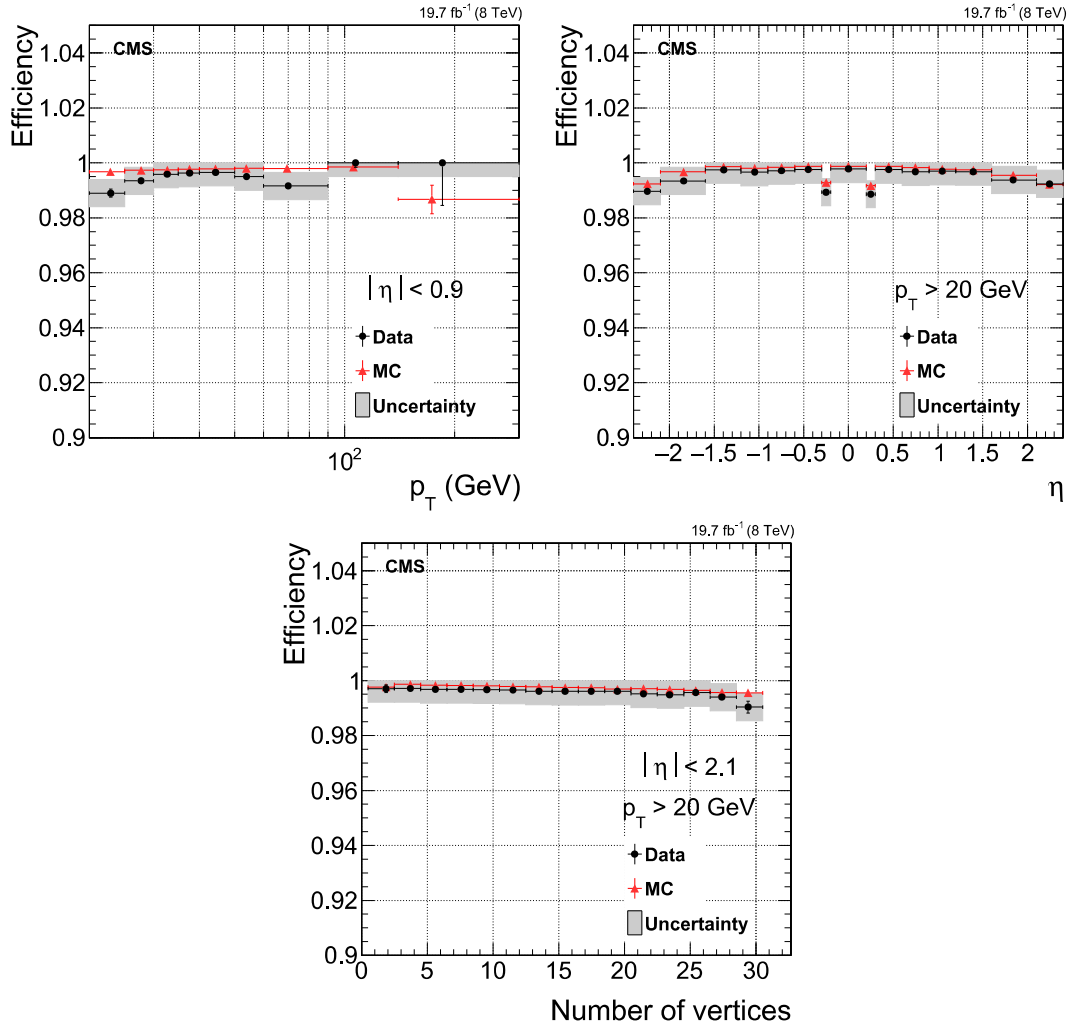 19.7 fb⁻¹ (8 TeV)
CMS
Efficiency
1.04
1.02
1
0.98
0.96
0.94
0.92
0.9
| η | < 0.9
Data
MC
Uncertainty
10²
p_T (GeV)
19.7 fb⁻¹ (8 TeV)
CMS
Efficiency
1.04
1.02
1
0.98
0.96
0.94
0.92
0.9
p_T > 20 GeV
Data
MC
Uncertainty
−2 −1.5 −1 −0.5 0 0.5 1 1.5 2
η
19.7 fb⁻¹ (8 TeV)
CMS
Efficiency
1.04
1.02
1
0.98
0.96
0.94
0.92
0.9
| η | < 2.1
p_T > 20 GeV
Data
MC
Uncertainty
0 5 10 15 20 25 30
Number of vertices